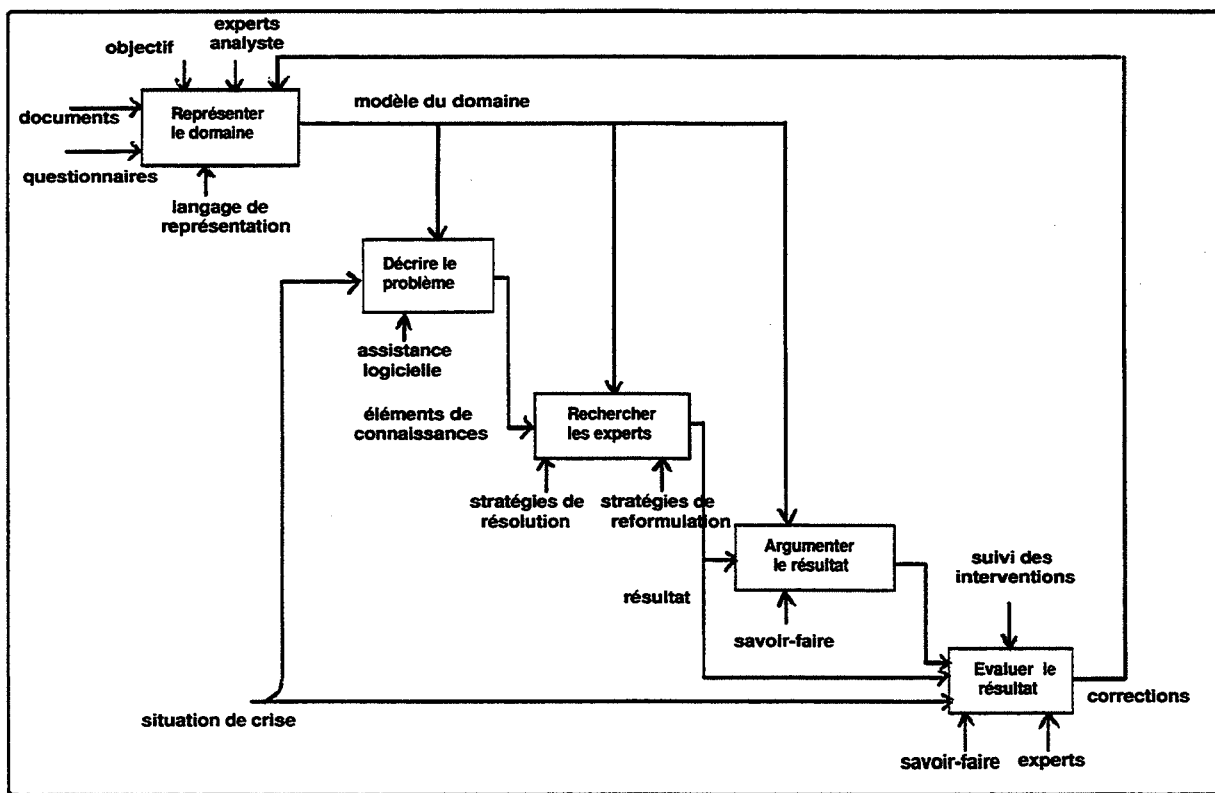 experts
analyste
objectif
documents
Représenter
le domaine
modèle du domaine
questionnaires
langage de
représentation
Décrire le
problème
assistance
logicielle
éléments de
connaissances
Rechercher
les experts
stratégies de
résolution
stratégies de
reformulation
Argumenter
le résultat
suivi des
interventions
résultat
savoir-faire
Evaluer le
résultat
corrections
situation de crise
savoir-faire
experts